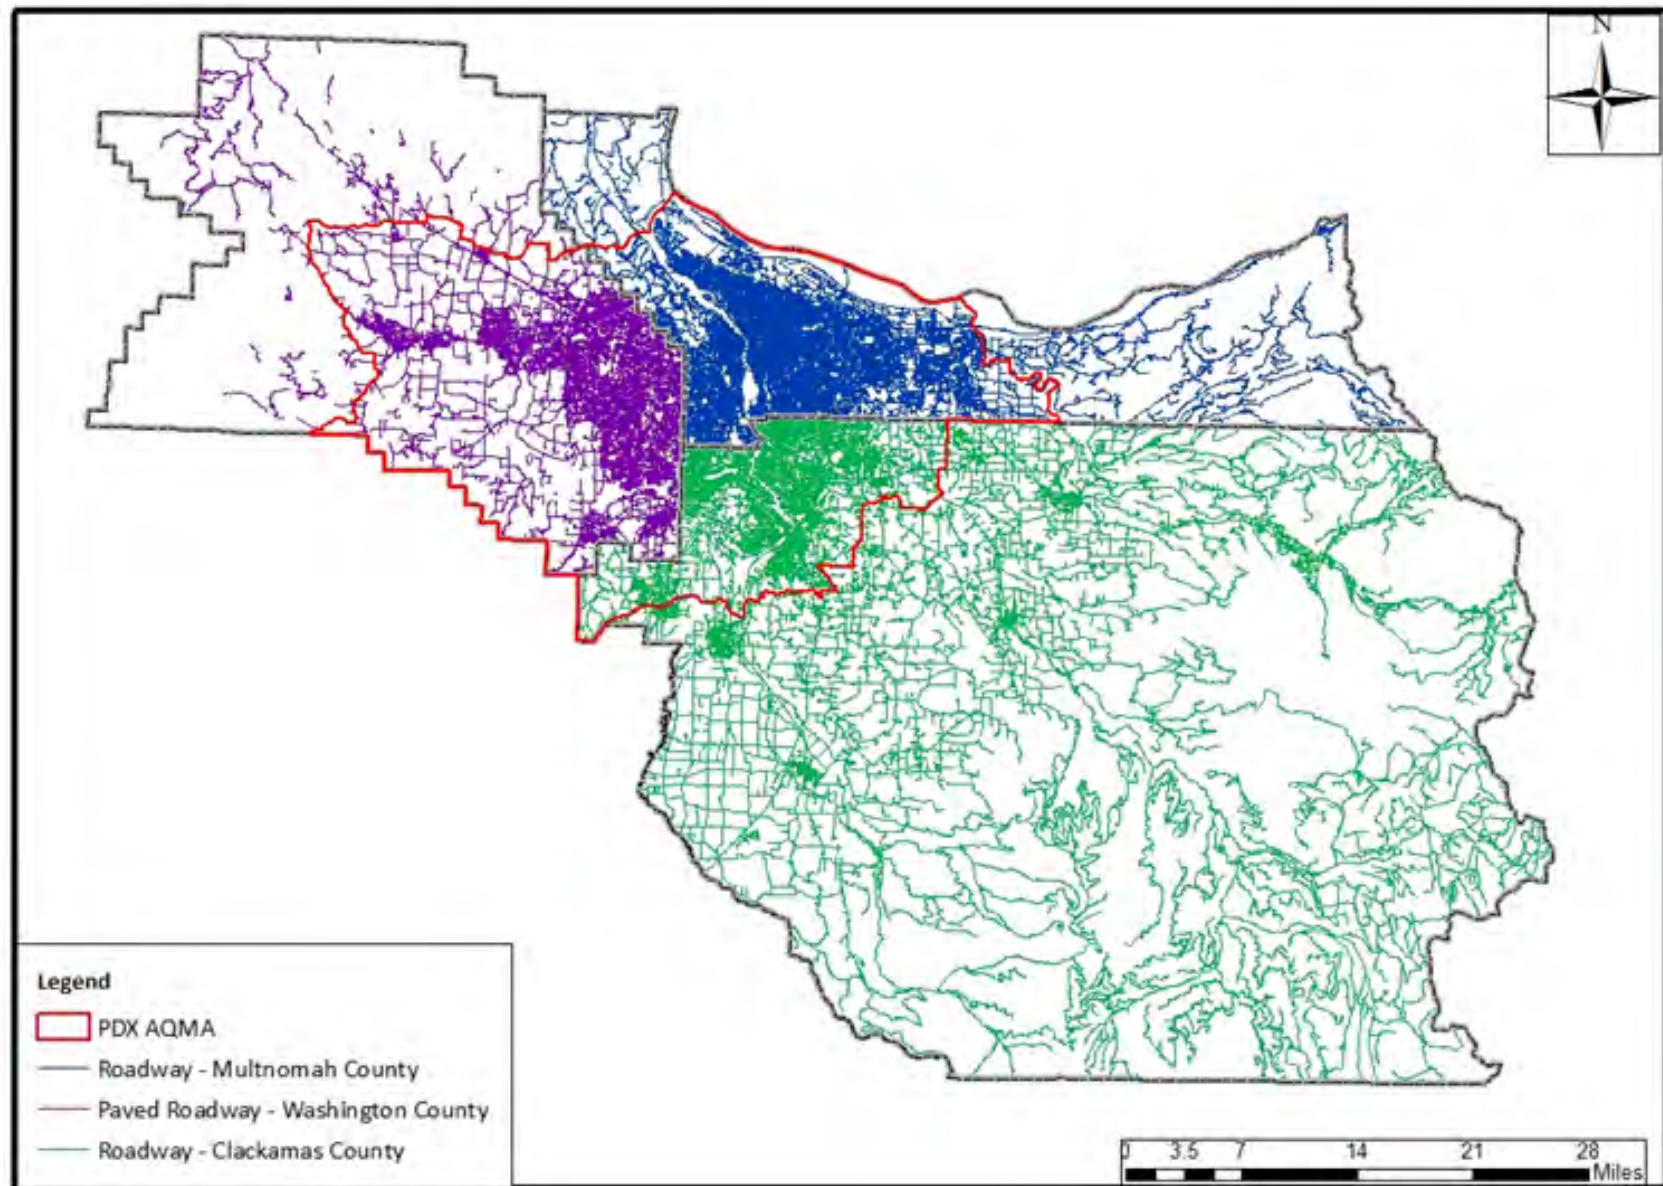 N
Legend
PDX AQMA
Roadway - Multnomah County
Paved Roadway - Washington County
Roadway - Clackamas County
0 3.5 7 14 21 28
Miles